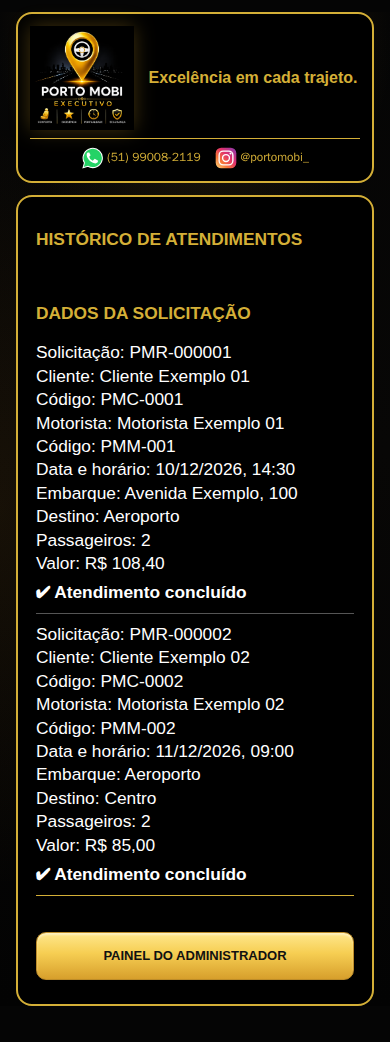 PORTO MOBI
EXECUTIVO
Excelência em cada trajeto.
(51) 99008-2119
@portomobi_
HISTÓRICO DE ATENDIMENTOS
DADOS DA SOLICITAÇÃO
Solicitação: PMR-000001
Cliente: Cliente Exemplo 01
Código: PMC-0001
Motorista: Motorista Exemplo 01
Código: PMM-001
Data e horário: 10/12/2026, 14:30
Embarque: Avenida Exemplo, 100
Destino: Aeroporto
Passageiros: 2
Valor: R$ 108,40
✔ Atendimento concluído
Solicitação: PMR-000002
Cliente: Cliente Exemplo 02
Código: PMC-0002
Motorista: Motorista Exemplo 02
Código: PMM-002
Data e horário: 11/12/2026, 09:00
Embarque: Aeroporto
Destino: Centro
Passageiros: 2
Valor: R$ 85,00
✔ Atendimento concluído
PAINEL DO ADMINISTRADOR